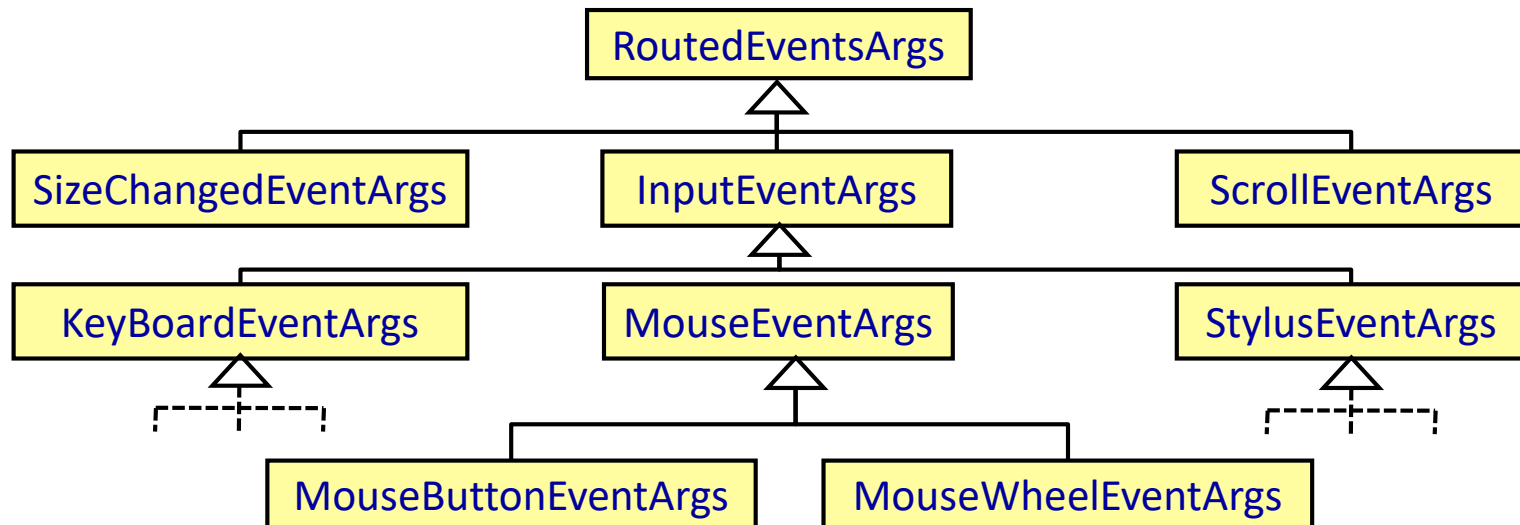 RoutedEventsArgs
SizeChangedEventArgs
InputEventArgs
ScrollEventArgs
KeyBoardEventArgs
MouseEventArgs
StylusEventArgs
MouseButtonEventArgs
MouseWheelEventArgs